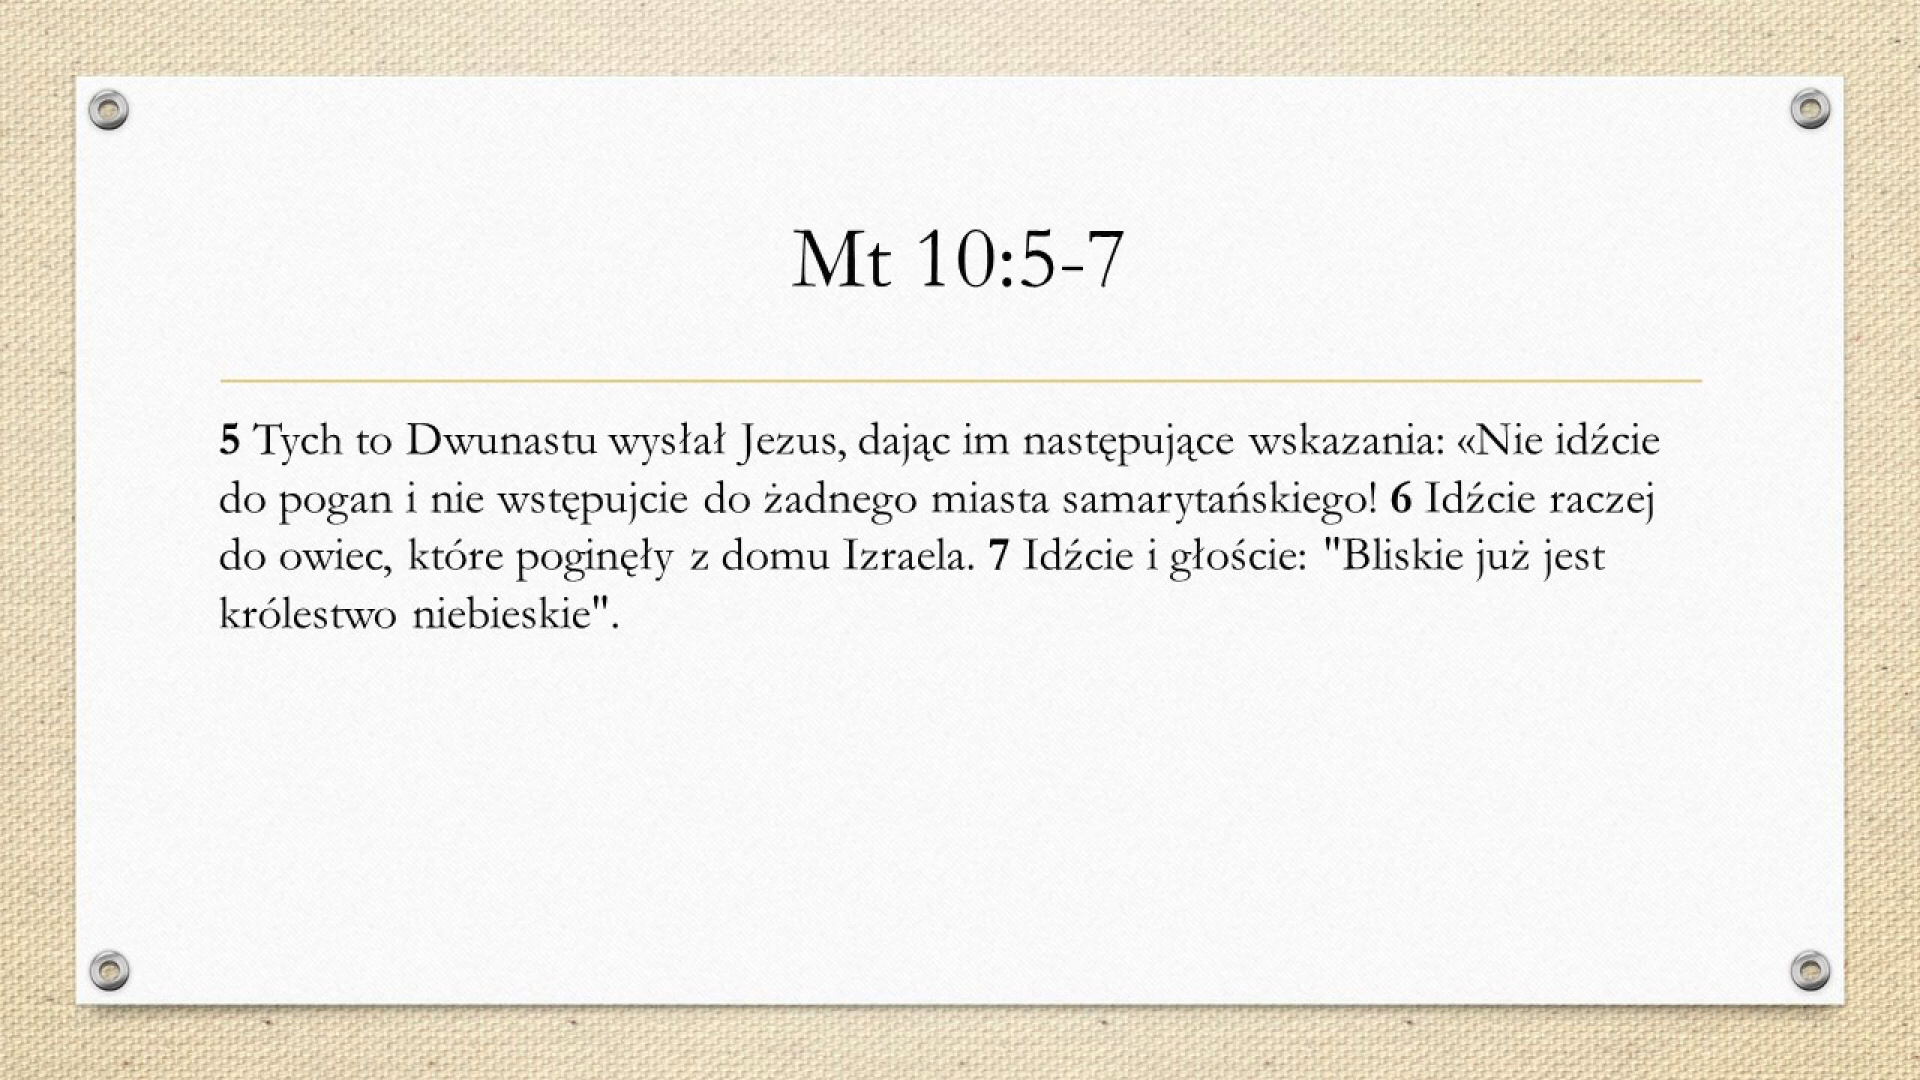 Mt 10:5-7
5 Tych to Dwunastu wysłał Jezus, dając im następujące wskazania: «Nie idźcie
do pogan i nie wstępujcie do żadnego miasta samarytańskiego! 6 Idźcie raczej
do owiec, które poginęły z domu Izraela. 7 Idźcie i głoście: "Bliskie już jest
królestwo niebieskie".